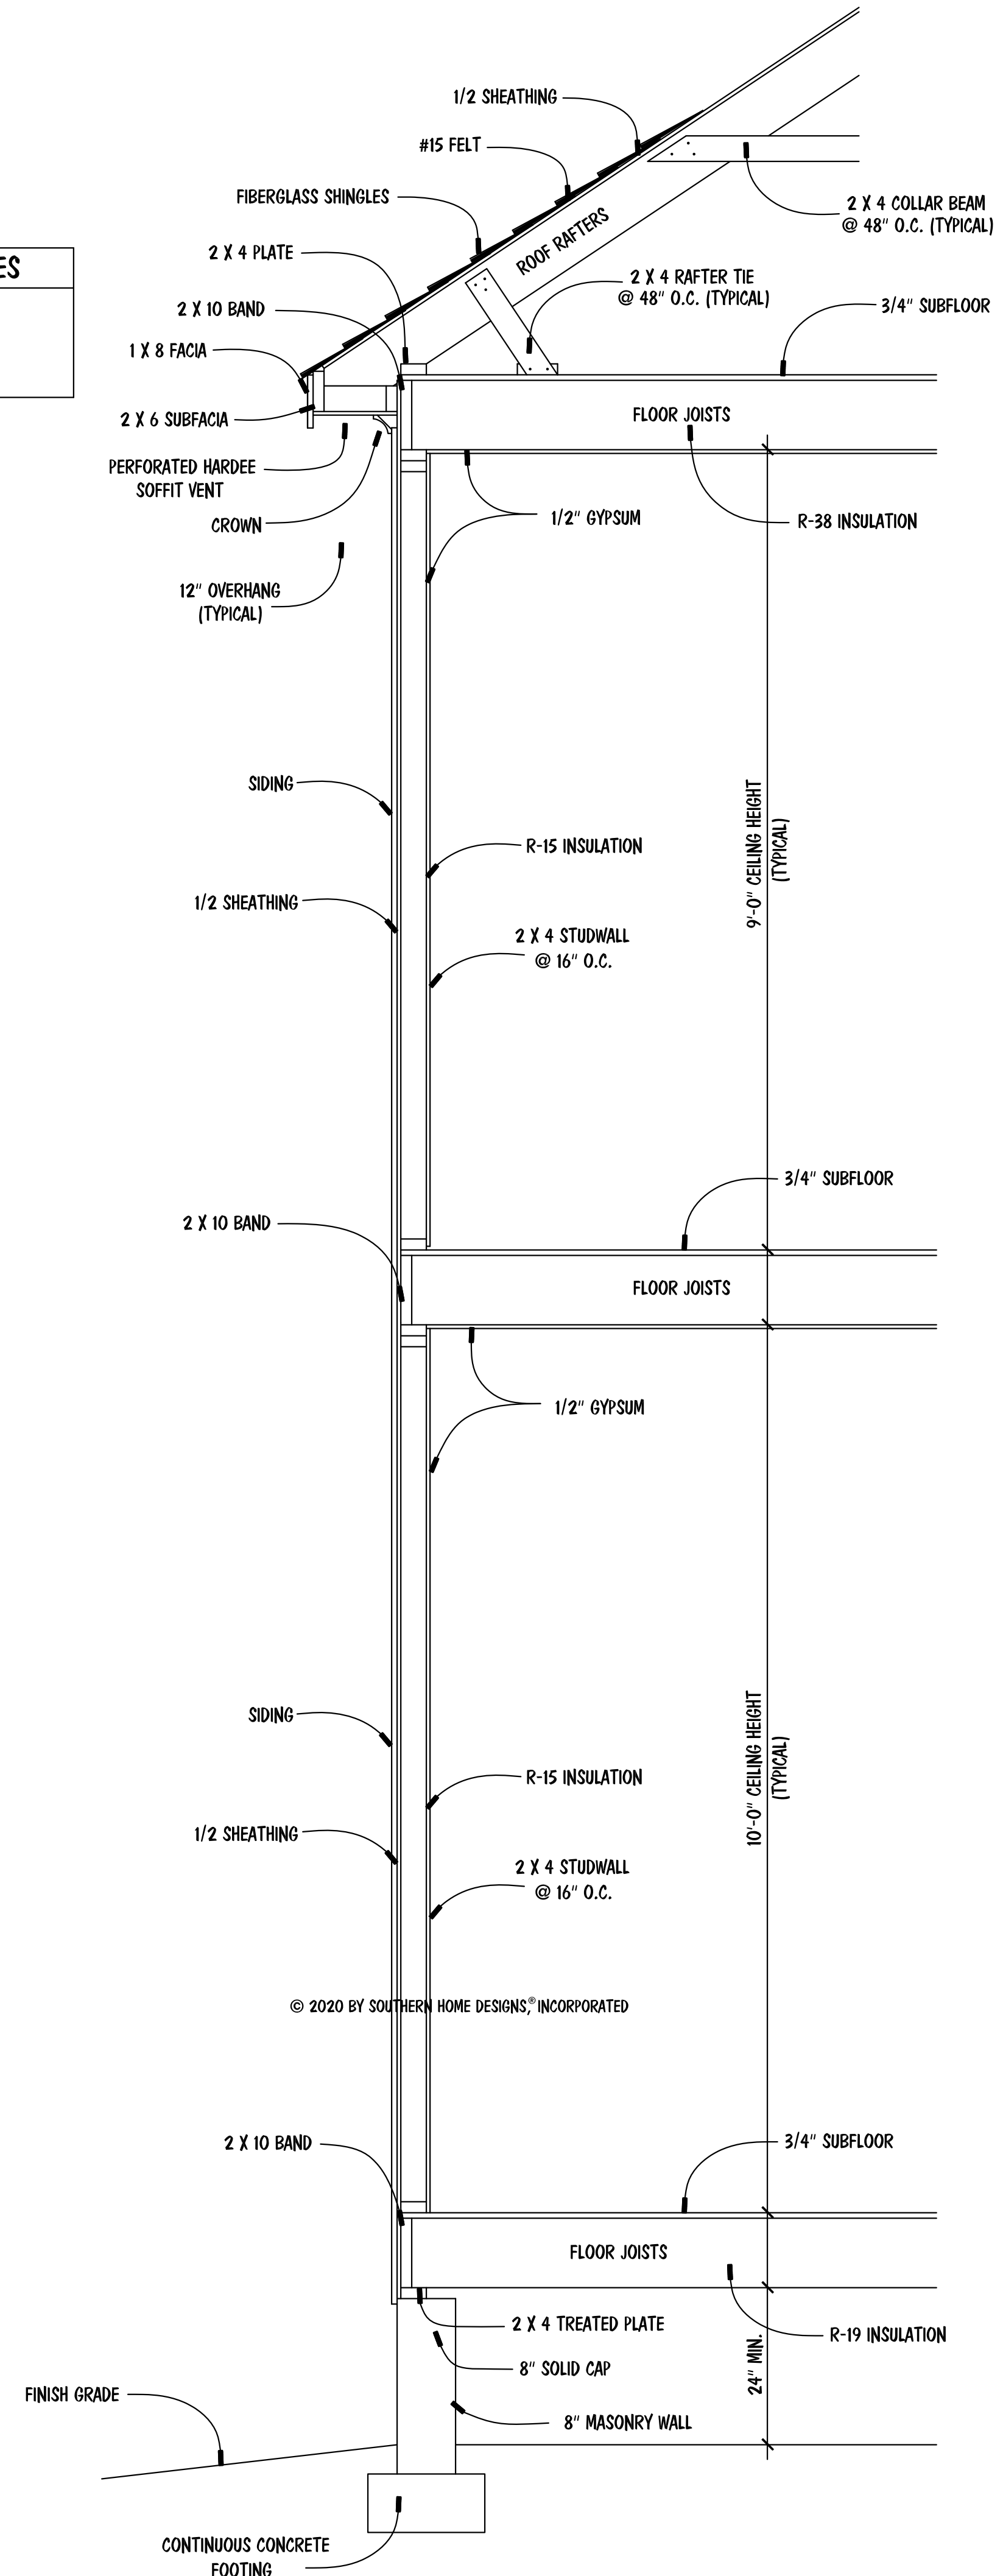 1/2 SHEATHING
#15 FELT
FIBERGLASS SHINGLES
2 X 4 COLLAR BEAM
@ 48" O.C. (TYPICAL)
ROOF RAFTERS
2 X 4 PLATE
ES
2 X 4 RAFTER TIE
@ 48" O.C. (TYPICAL)
3/4" SUBFLOOR
2 X 10 BAND
1 X 8 FACIA
2 X 6 SUBFACIA
FLOOR JOISTS
PERFORATED HARDEE
SOFFIT VENT
CROWN
1/2" GYPSUM
R-38 INSULATION
12" OVERHANG
(TYPICAL)
SIDING
R-15 INSULATION
9'-0" CEILING HEIGHT
(TYPICAL)
1/2 SHEATHING
2 X 4 STUDWALL
@ 16" O.C.
3/4" SUBFLOOR
2 X 10 BAND
FLOOR JOISTS
1/2" GYPSUM
SIDING
R-15 INSULATION
10'-0" CEILING HEIGHT
(TYPICAL)
1/2 SHEATHING
2 X 4 STUDWALL
@ 16" O.C.
© 2020 BY SOUTHERN HOME DESIGNS,® INCORPORATED
2 X 10 BAND
3/4" SUBFLOOR
FLOOR JOISTS
2 X 4 TREATED PLATE
R-19 INSULATION
8" SOLID CAP
24" MIN.
FINISH GRADE
8" MASONRY WALL
CONTINUOUS CONCRETE
FOOTING